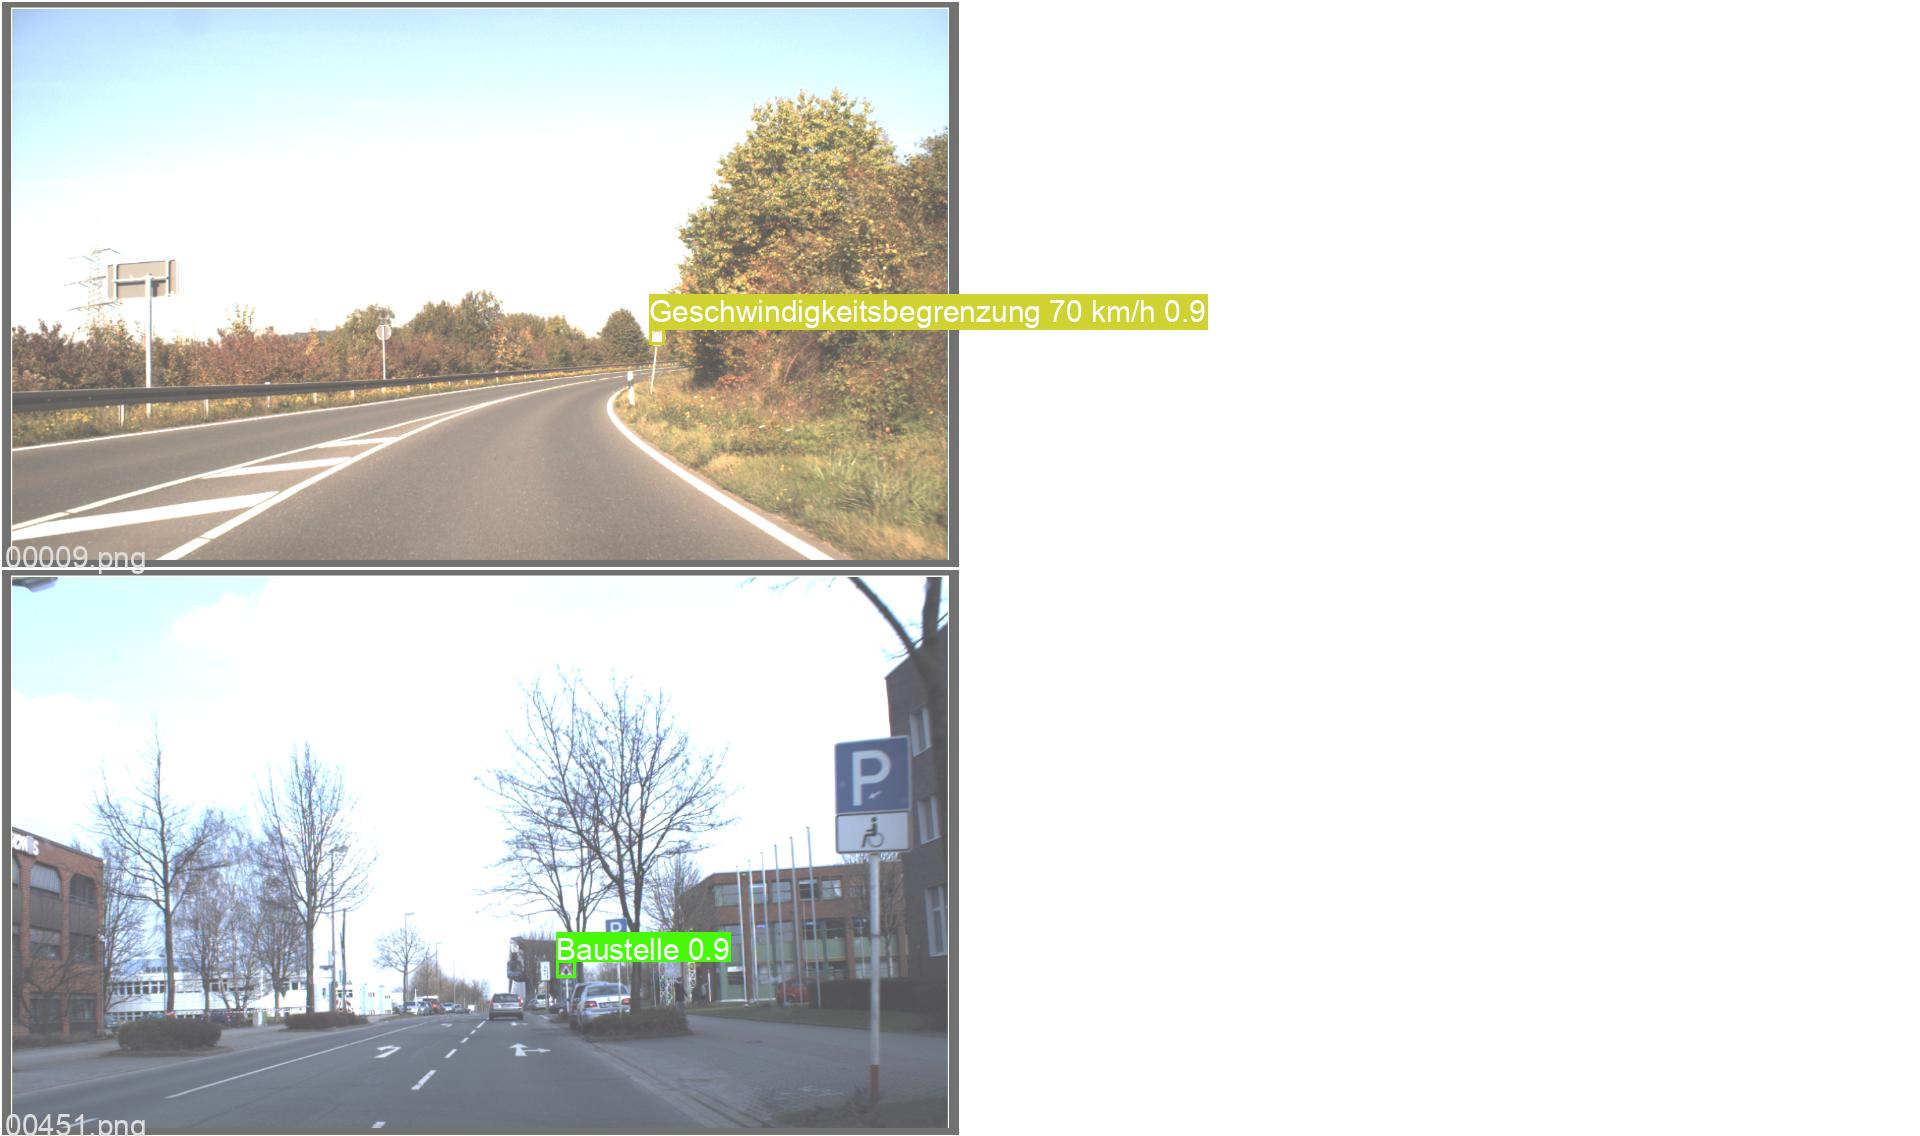 Geschwindigkeitsbegrenzung 70 km/h 0.9
00009.png
P
P
Baustelle 0.9
00451.png